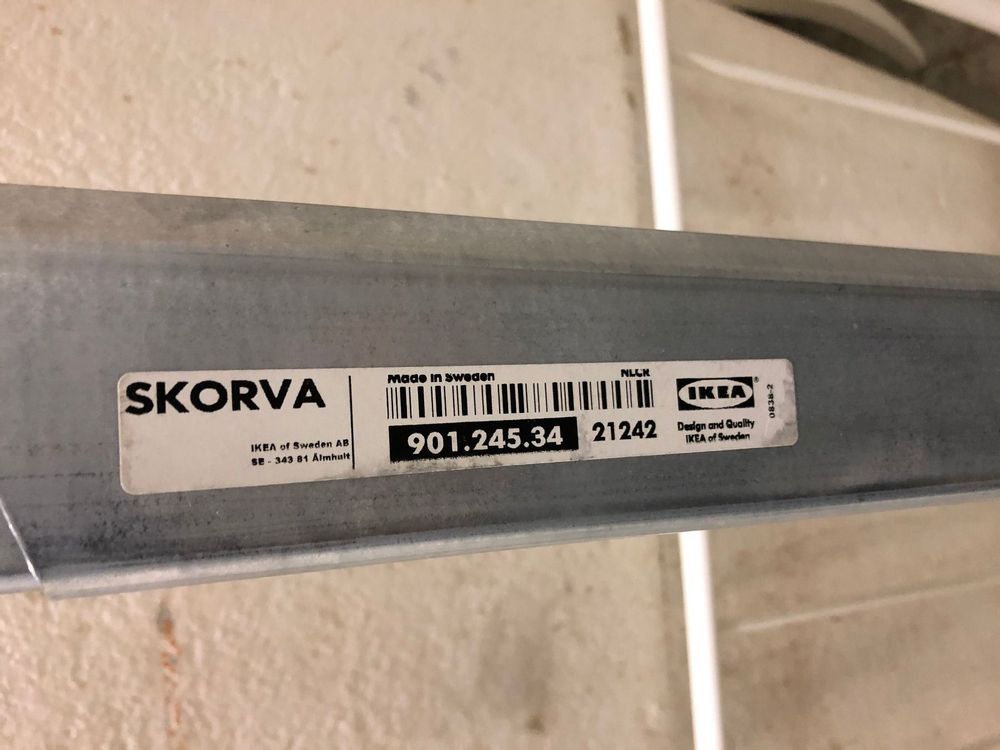 SKORVA
IKEA of Sweden AB
SE - 343 81 Älmhult
Made in Sweden
NLCR
901.245.34
21242
IKEA®
Design and Quality
IKEA of Sweden
0838-2